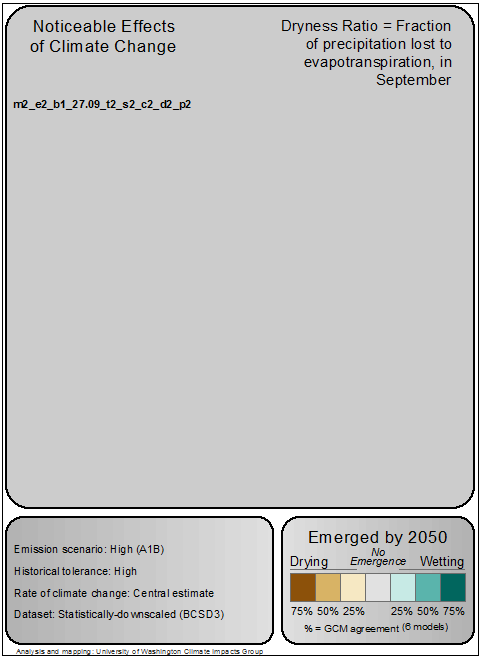 Noticeable Effects
of Climate Change
Dryness Ratio = Fraction
of precipitation lost to
evapotranspiration, in
September
m2_e2_b1_27.09_t2_s2_c2_d2_p2
Emission scenario: High (A1B)
Historical tolerance: High
Rate of climate change: Central estimate
Dataset: Statistically-downscaled (BCSD3)
Emerged by 2050
Drying No Emergence Wetting
75% 50% 25% 25% 50% 75%
% = GCM agreement (6 models)
Analysis and mapping: University of Washington Climate Impacts Group